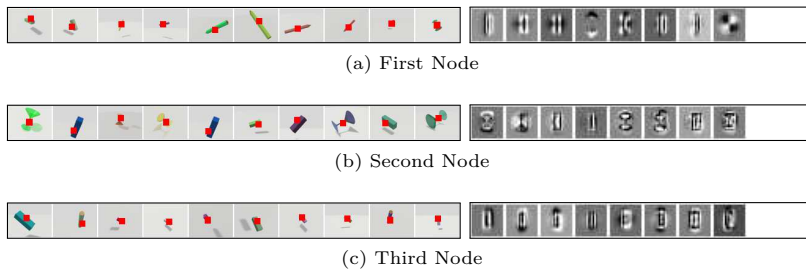 (a) First Node
(b) Second Node
(c) Third Node